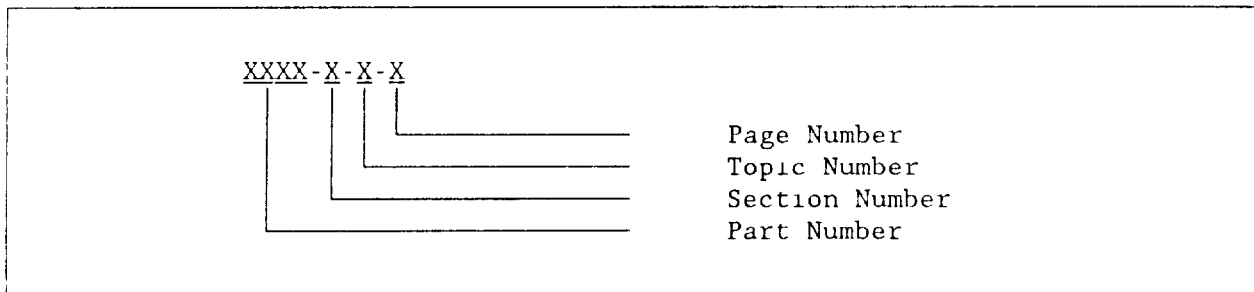 XXXX-X-X-X
Page Number
Topic Number
Section Number
Part Number